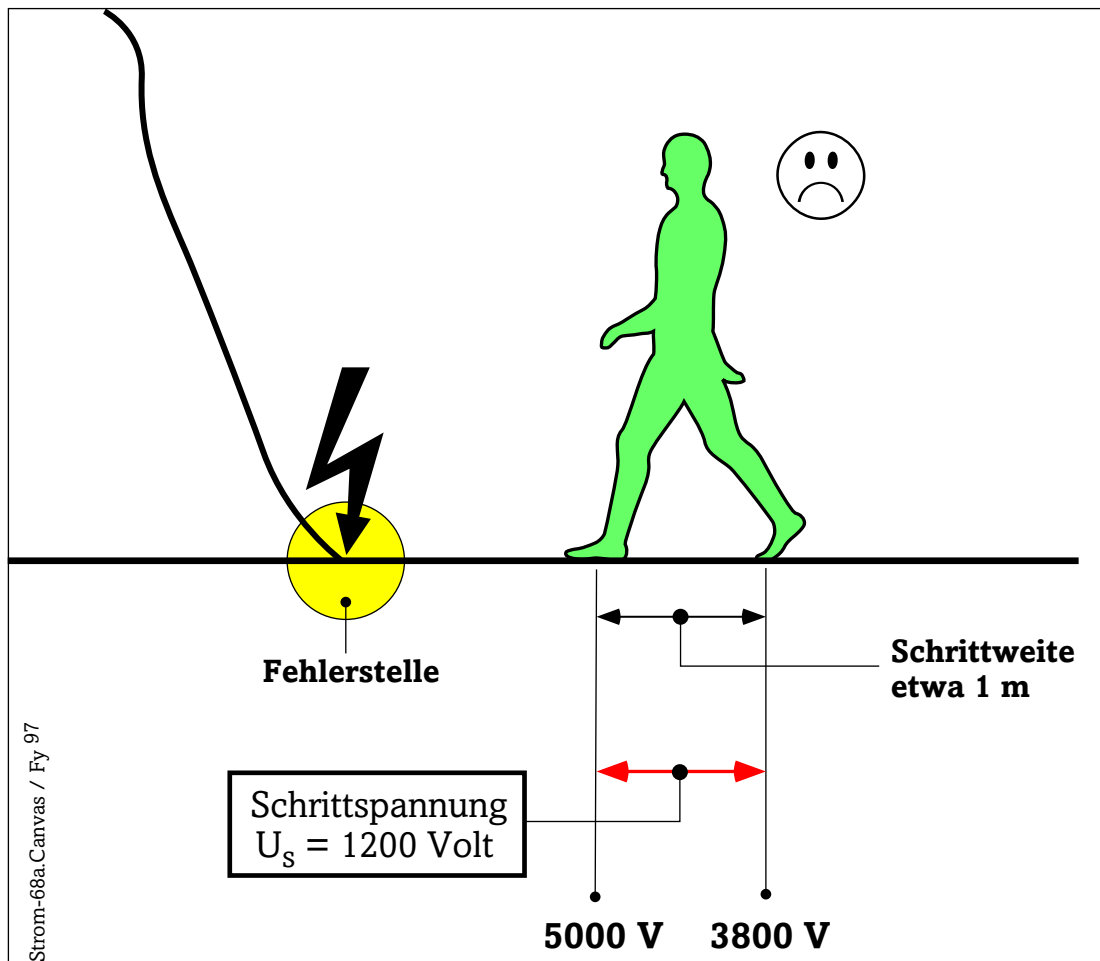 Fehlerstelle
Schrittweite
etwa 1 m
Schrittspannung
Uₛ = 1200 Volt
5000 V
3800 V
Strom-68a.Canvas / Fy 97